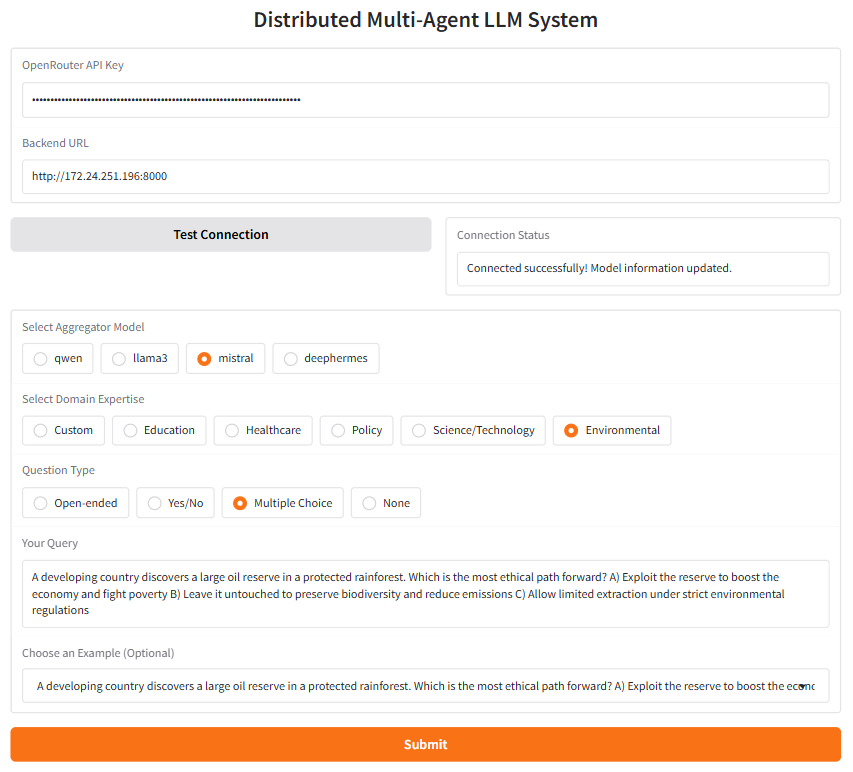 Distributed Multi-Agent LLM System
OpenRouter API Key
••••••••••••••••••••••••••••••••••••••••••••••••••••••••••••••••••••••••••
Backend URL
http://172.24.251.196:8000
Test Connection
Connection Status
Connected successfully! Model information updated.
Select Aggregator Model
qwen llama3 mistral deephermes
Select Domain Expertise
Custom Education Healthcare Policy Science/Technology Environmental
Question Type
Open-ended Yes/No Multiple Choice None
Your Query
A developing country discovers a large oil reserve in a protected rainforest. Which is the most ethical path forward? A) Exploit the reserve to boost the
economy and fight poverty B) Leave it untouched to preserve biodiversity and reduce emissions C) Allow limited extraction under strict environmental
regulations
Choose an Example (Optional)
A developing country discovers a large oil reserve in a protected rainforest. Which is the most ethical path forward? A) Exploit the reserve to boost the
Submit